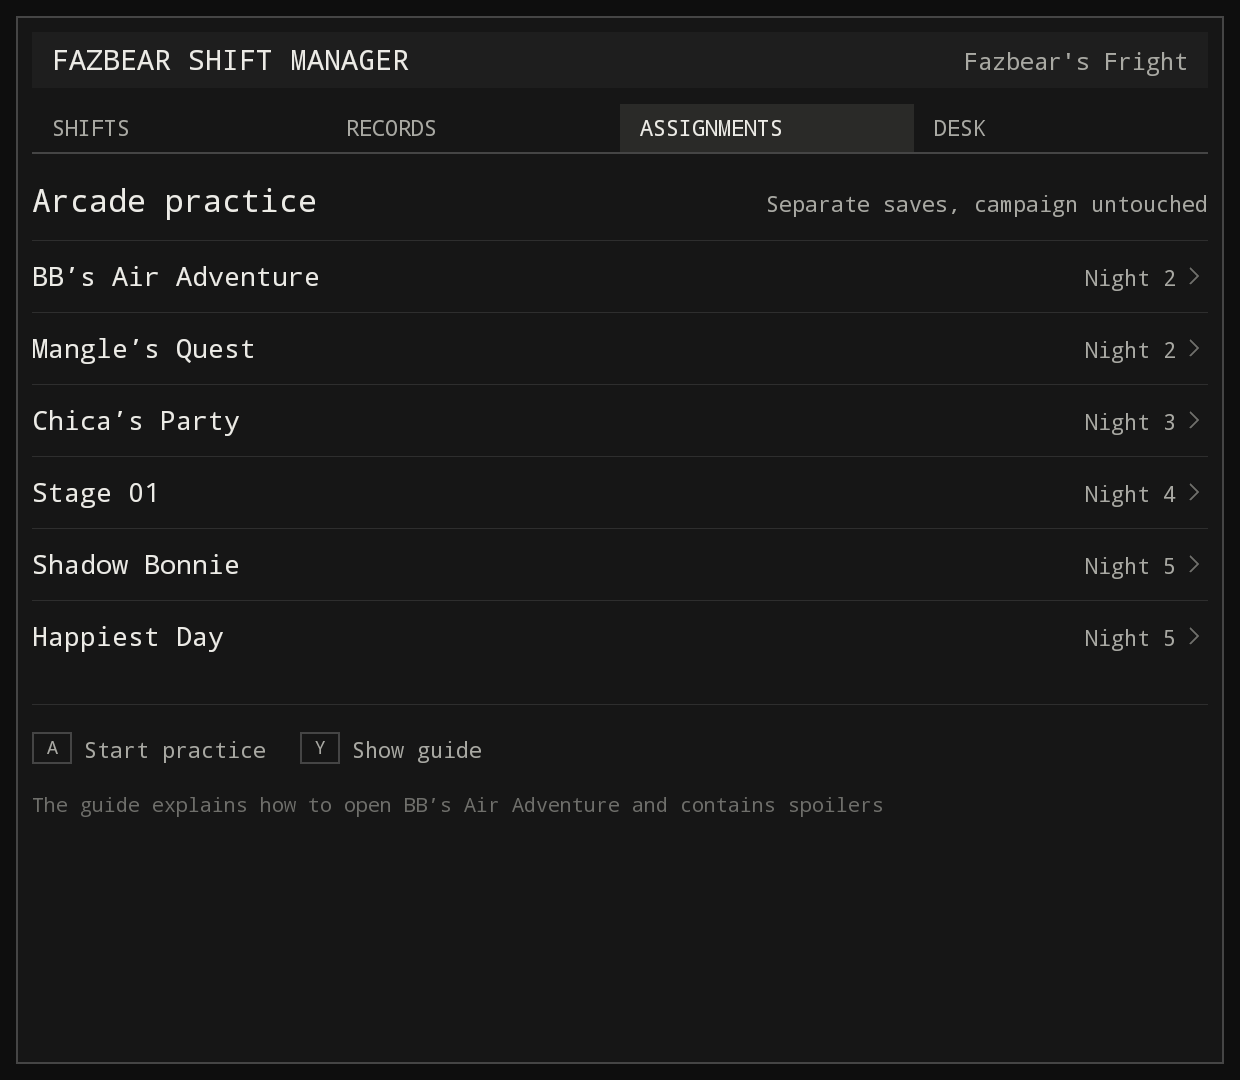 FAZBEAR SHIFT MANAGER Fazbear's Fright
SHIFTS RECORDS ASSIGNMENTS DESK
Arcade practice Separate saves, campaign untouched
BB’s Air Adventure Night 2
Mangle’s Quest Night 2
Chica’s Party Night 3
Stage 01 Night 4
Shadow Bonnie Night 5
Happiest Day Night 5
A Start practice Y Show guide
The guide explains how to open BB’s Air Adventure and contains spoilers